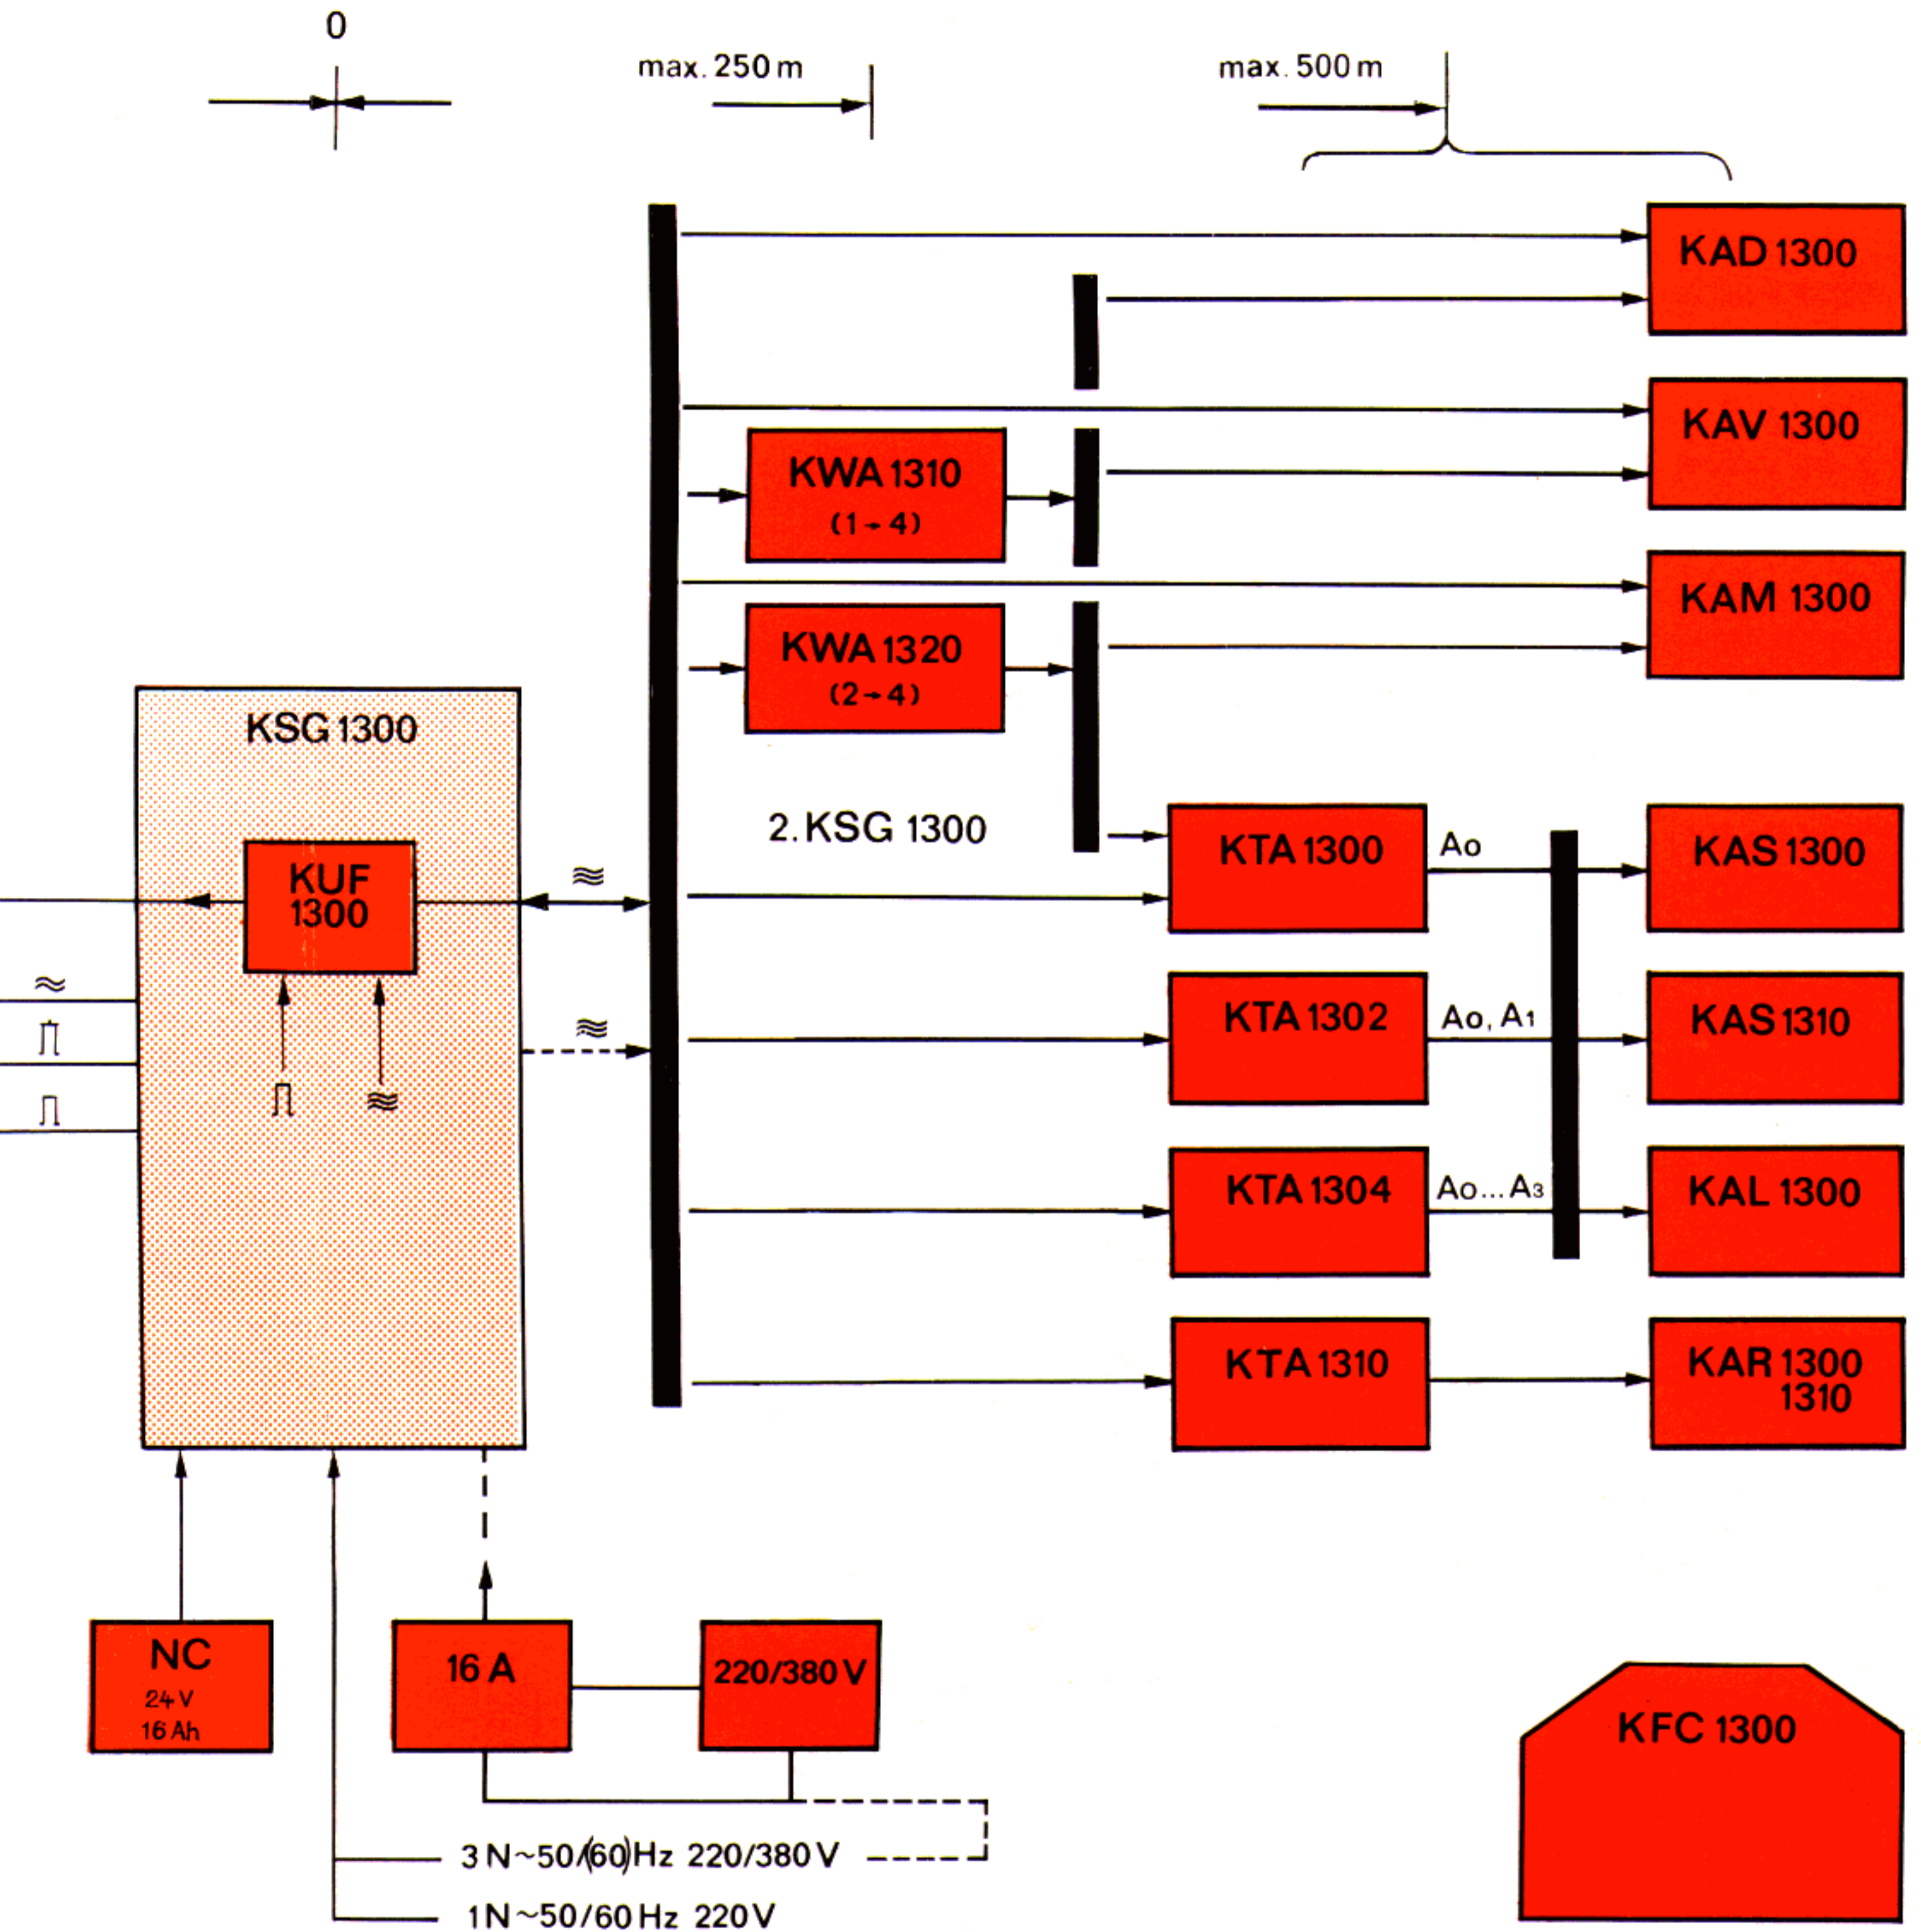 0
max. 250 m
max. 500 m
KAD 1300
KAV 1300
KWA 1310
(1→4)
KAM 1300
KWA 1320
(2→4)
KSG 1300
2. KSG 1300
KUF
1300
KTA 1300
Ao
KAS 1300
KTA 1302
Ao, A1
KAS 1310
KTA 1304
Ao...A3
KAL 1300
KTA 1310
KAR 1300
1310
NC
24 V
16 Ah
16 A
220/380 V
KFC 1300
3 N~50/(60)Hz 220/380 V
1 N~50/60 Hz 220 V